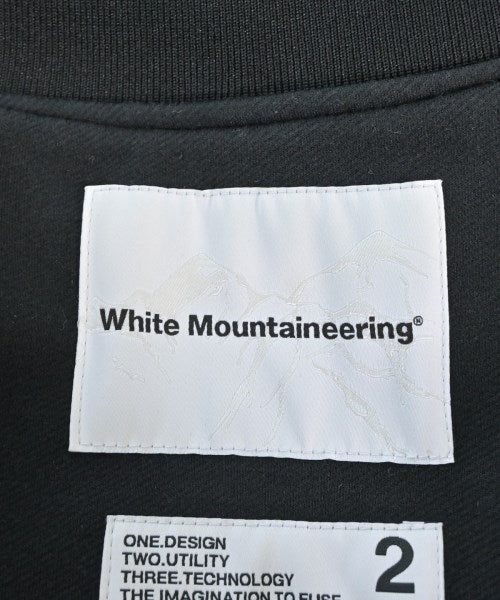 White Mountaineering®
ONE.DESIGN
TWO.UTILITY
THREE.TECHNOLOGY
THE IMAGINATION TO FUSE
2